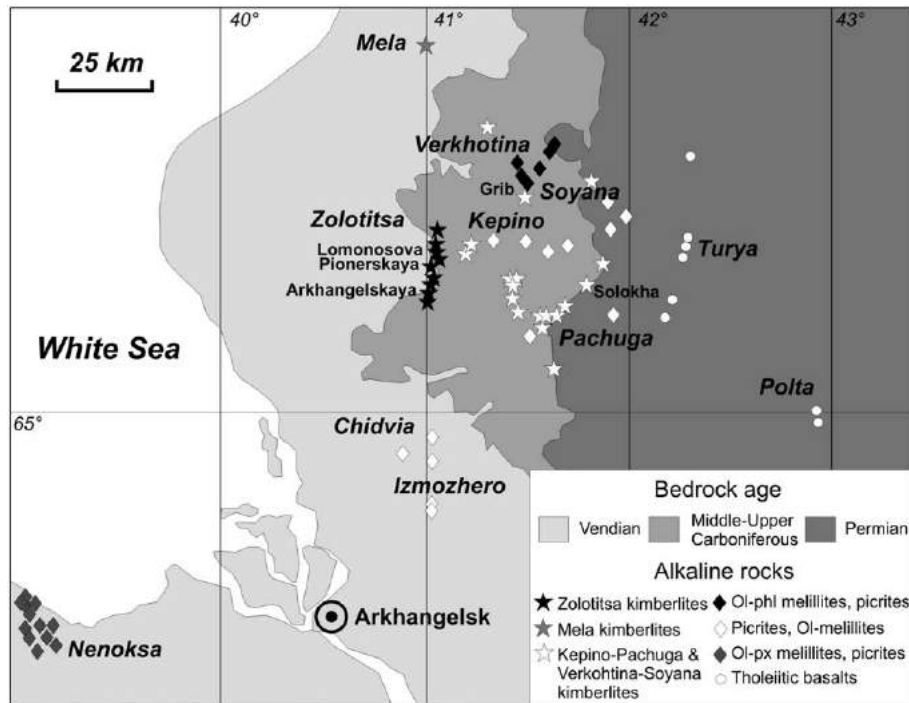 40°
41°
42°
43°
Mela
25 km
Verkhotina
Grib
Soyana
Zolotitsa
Kepino
Lomonosova
Pionerskaya
Turya
Arkhangelskaya
Solokha
White Sea
Pachuga
Polta
65°
Chidvia
Izmozhero
Bedrock age
Vendian
Middle-Upper
Carboniferous
Permian
Alkaline rocks
Zolotitsa kimberlites
Ol-phl melillites, picrites
Mela kimberlites
Picrites, Ol-melillites
Kepino-Pachuga &
Verkohtina-Soyana
kimberlites
Ol-px melillites, picrites
Tholeiitic basalts
Arkhangelsk
Nenoksa